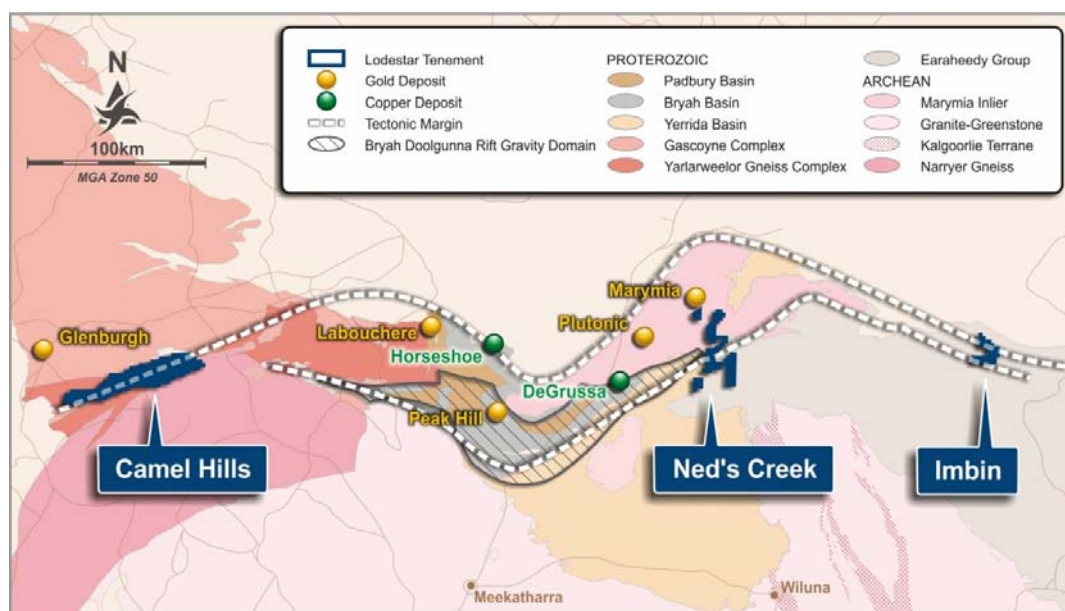 N
100km
MGA Zone 50
Lodestar Tenement
Gold Deposit
Copper Deposit
Tectonic Margin
Bryah Doolgunna Rift Gravity Domain
PROTEROZOIC
Padbury Basin
Bryah Basin
Yerrida Basin
Gascoyne Complex
Yarlarweelor Gneiss Complex
Earaheedy Group
ARCHEAN
Marymia Inlier
Granite-Greenstone
Kalgoorlie Terrane
Narryer Gneiss
Marymia
Glenburgh
Labouchere
Plutonic
Horseshoe
DeGrussa
Peak Hill
Camel Hills
Ned's Creek
Imbin
Meekatharra
Wiluna